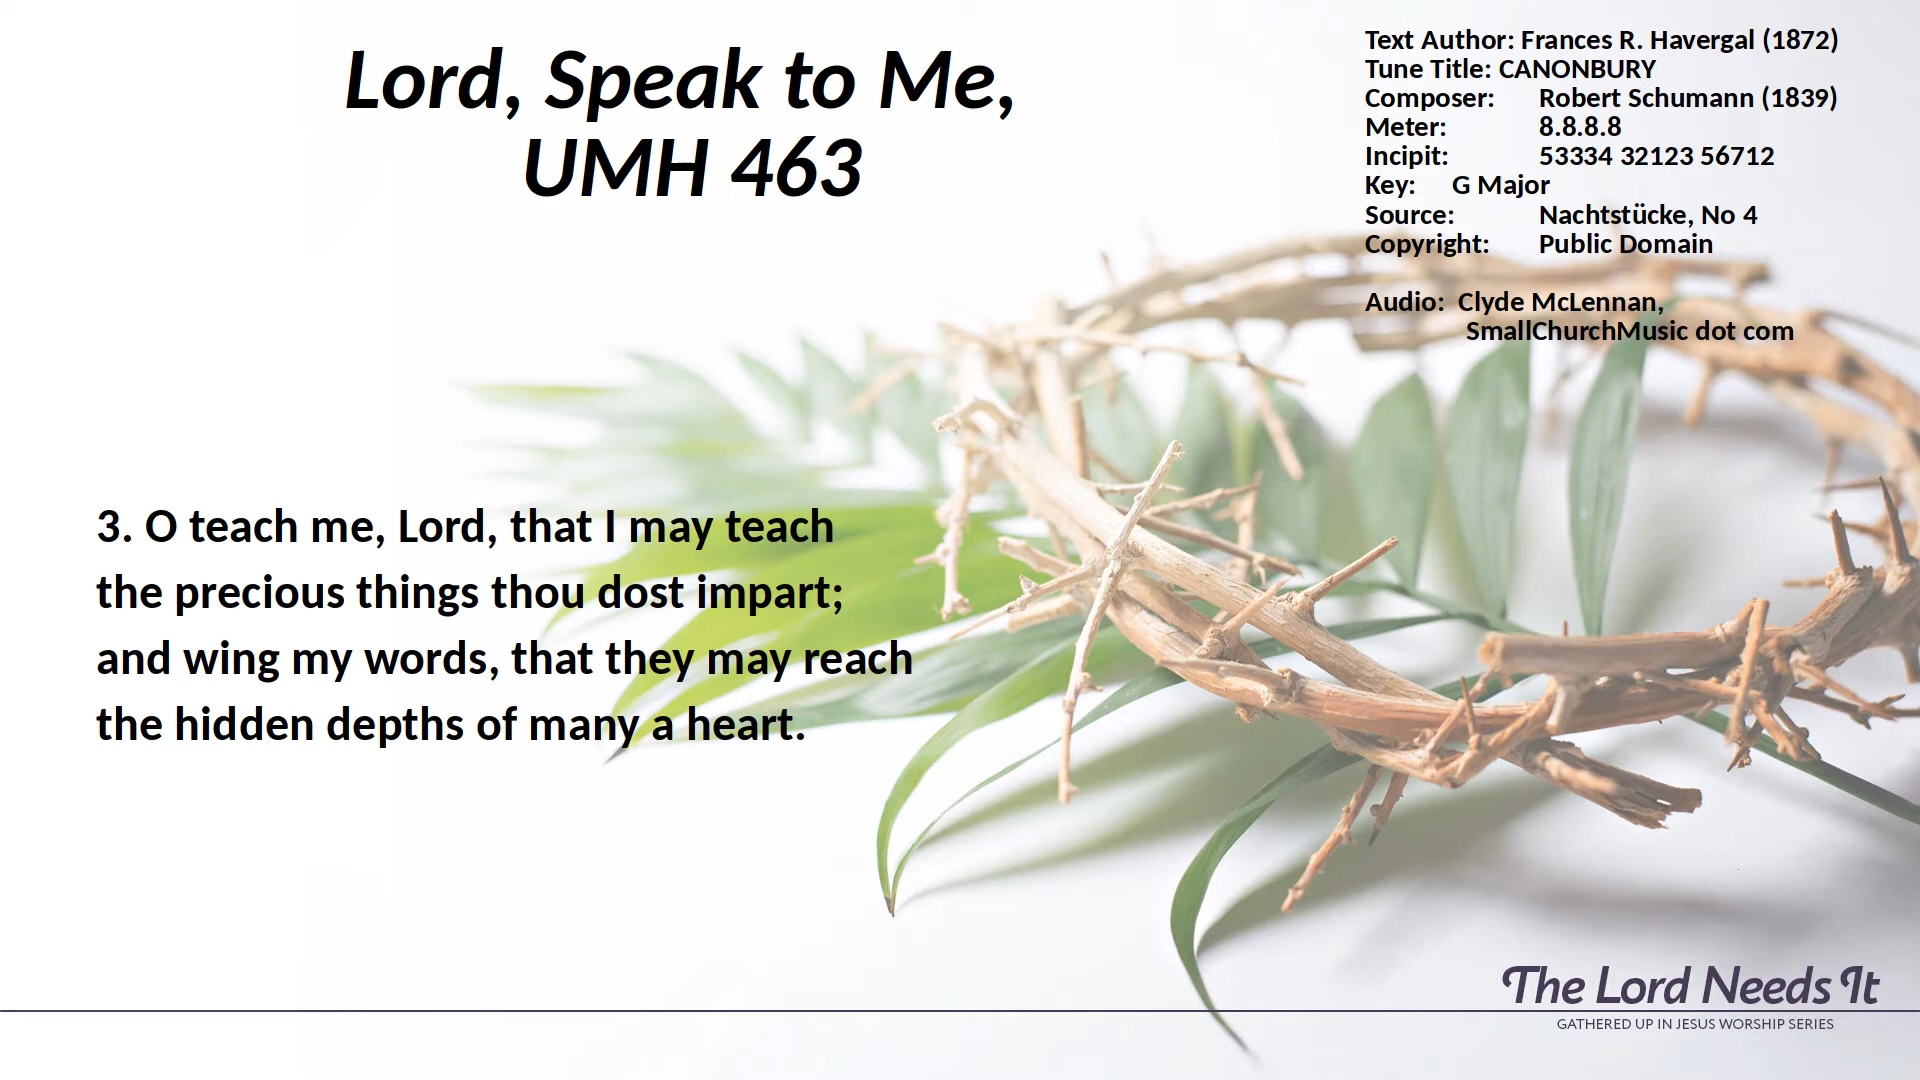 Lord, Speak to Me,
UMH 463
Text Author: Frances R. Havergal (1872)
Tune Title: CANONBURY
Composer: Robert Schumann (1839)
Meter: 8.8.8.8
Incipit: 53334 32123 56712
Key: G Major
Source: Nachtstücke, No 4
Copyright: Public Domain
Audio: Clyde McLennan,
SmallChurchMusic dot com
3. O teach me, Lord, that I may teach
the precious things thou dost impart;
and wing my words, that they may reach
the hidden depths of many a heart.
The Lord Needs It
GATHERED UP IN JESUS WORSHIP SERIES